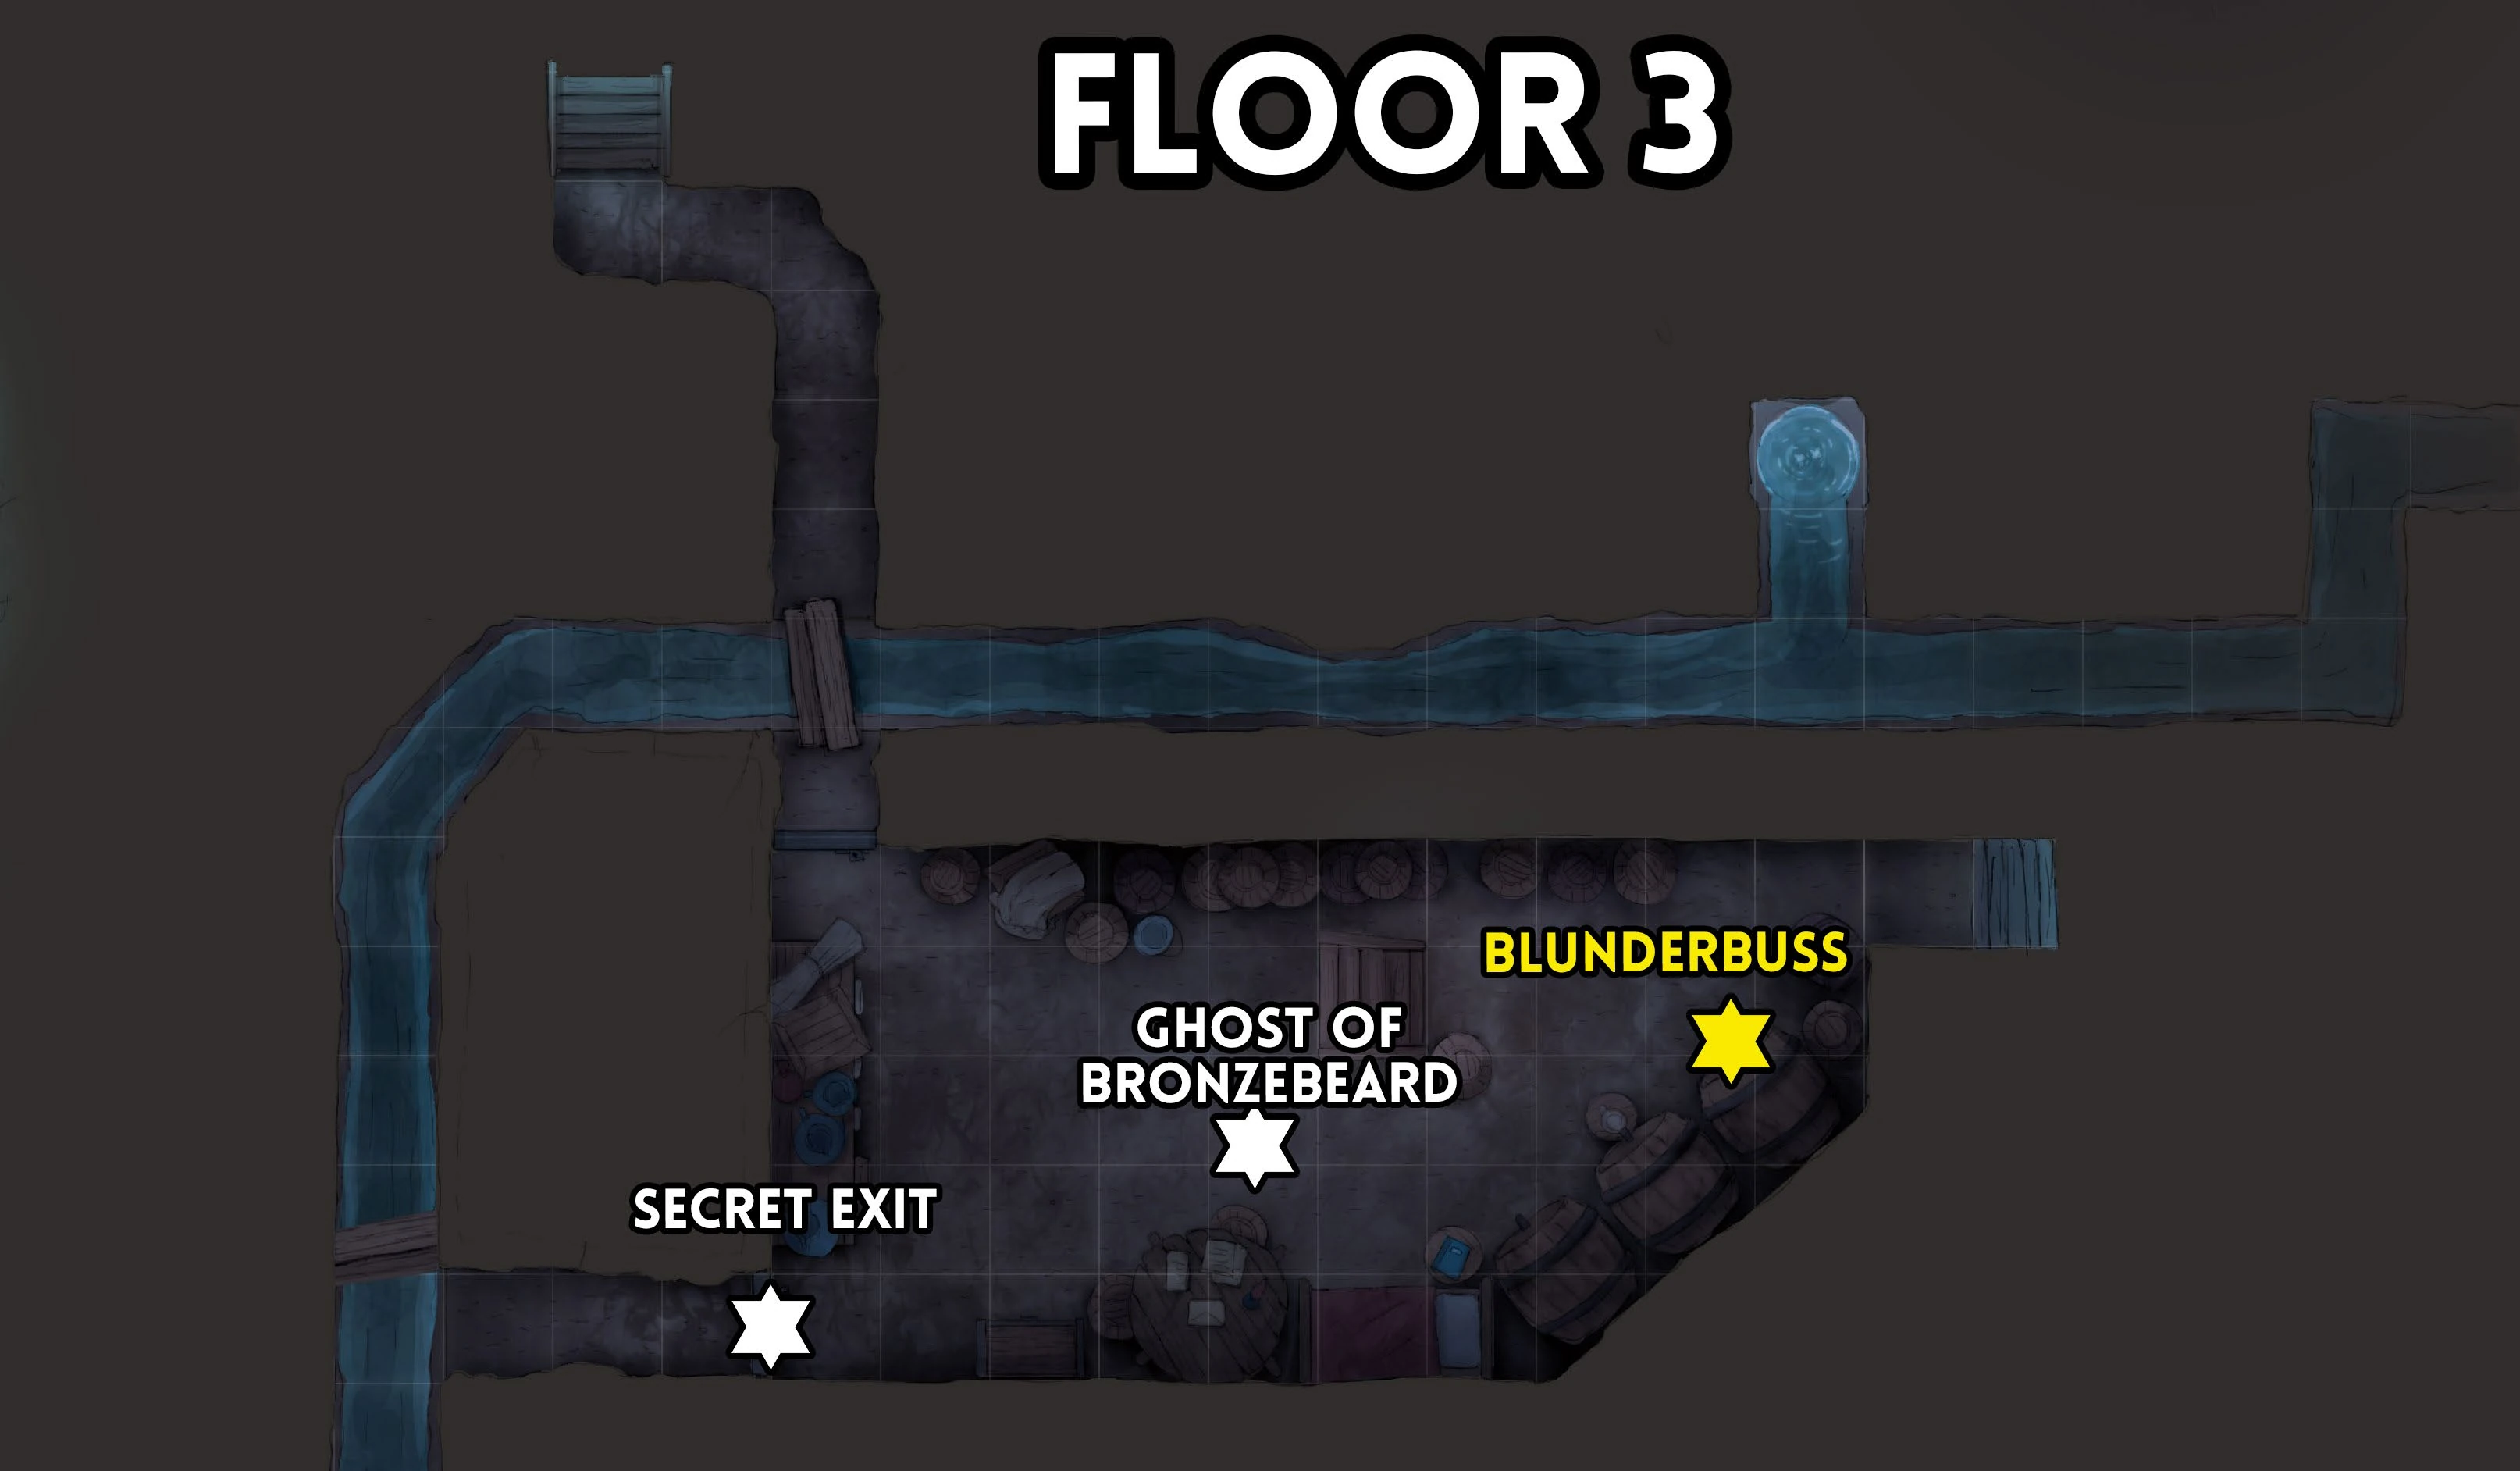 FLOOR 3
BLUNDERBUSS
GHOST OF
BRONZEBEARD
SECRET EXIT